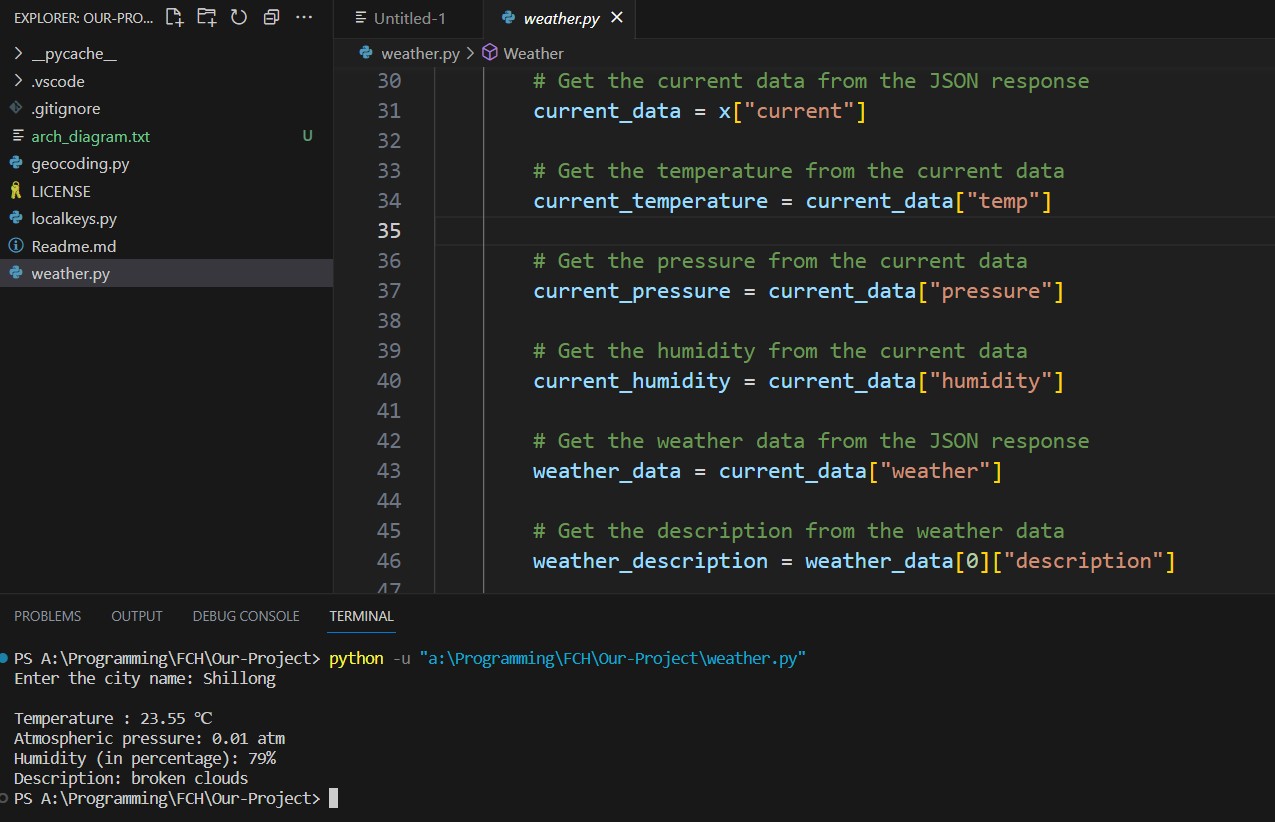 EXPLORER: OUR-PRO...
__pycache__
.vscode
.gitignore
arch_diagram.txt U
geocoding.py
LICENSE
localkeys.py
Readme.md
weather.py
Untitled-1
weather.py
weather.py > Weather
30 # Get the current data from the JSON response
31 current_data = x["current"]
32
33 # Get the temperature from the current data
34 current_temperature = current_data["temp"]
35
36 # Get the pressure from the current data
37 current_pressure = current_data["pressure"]
38
39 # Get the humidity from the current data
40 current_humidity = current_data["humidity"]
41
42 # Get the weather data from the JSON response
43 weather_data = current_data["weather"]
44
45 # Get the description from the weather data
46 weather_description = weather_data[0]["description"]
47
PROBLEMS OUTPUT DEBUG CONSOLE TERMINAL
PS A:\Programming\FCH\Our-Project> python -u "a:\Programming\FCH\Our-Project\weather.py"
Enter the city name: Shillong
Temperature : 23.55 ℃
Atmospheric pressure: 0.01 atm
Humidity (in percentage): 79%
Description: broken clouds
PS A:\Programming\FCH\Our-Project>